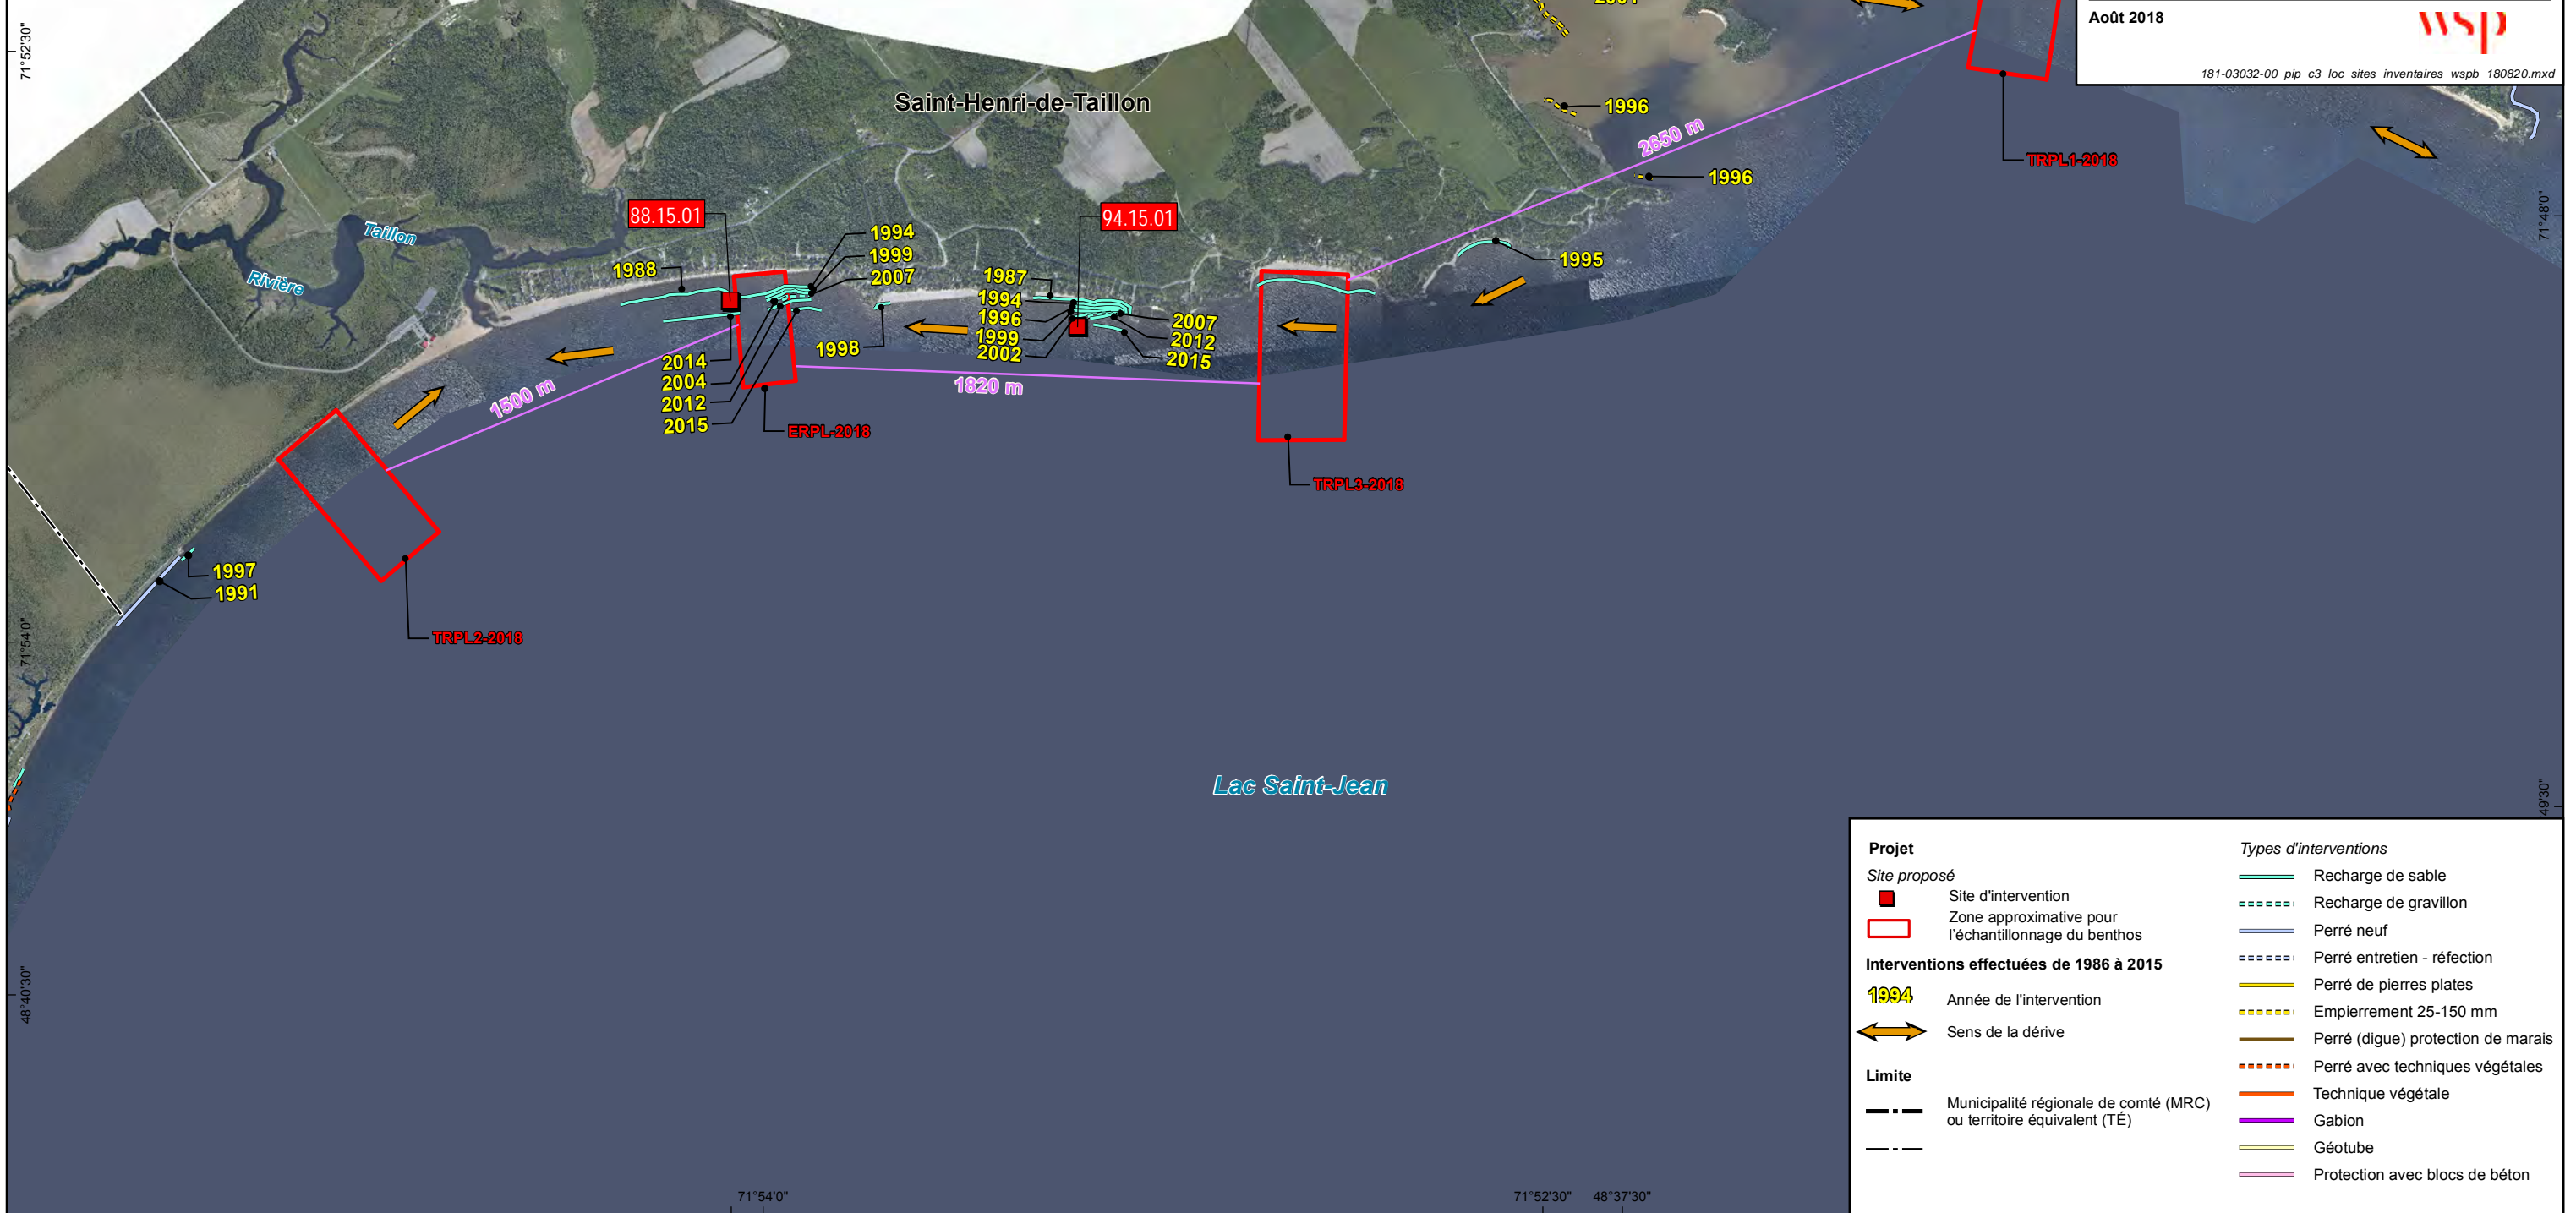 71°52'30"
Août 2018
wsp
181-03032-00_pip_c3_loc_sites_inventaires_wspb_180820.mxd
Saint-Henri-de-Taillon
1996
2650 m
TRPL1-2018
1996
71°48'0"
88.15.01
94.15.01
Taillon
Rivière
1994
1999
2007
1988
1987
1994
1996
1999
2002
1995
2007
2012
2015
1998
2014
2004
2012
2015
1500 m
1820 m
ERPL-2018
TRPL3-2018
1997
1991
TRPL2-2018
71°54'0"
Lac Saint-Jean
49'30"
48°40'30"
71°54'0"
71°52'30"
48°37'30"
Projet
Site proposé
Site d'intervention
Zone approximative pour
l'échantillonnage du benthos
Interventions effectuées de 1986 à 2015
1994
Année de l'intervention
Sens de la dérive
Limite
Municipalité régionale de comté (MRC)
ou territoire équivalent (TÉ)
Types d'interventions
Recharge de sable
Recharge de gravillon
Perré neuf
Perré entretien - réfection
Perré de pierres plates
Empierrement 25-150 mm
Perré (digue) protection de marais
Perré avec techniques végétales
Technique végétale
Gabion
Géotube
Protection avec blocs de béton